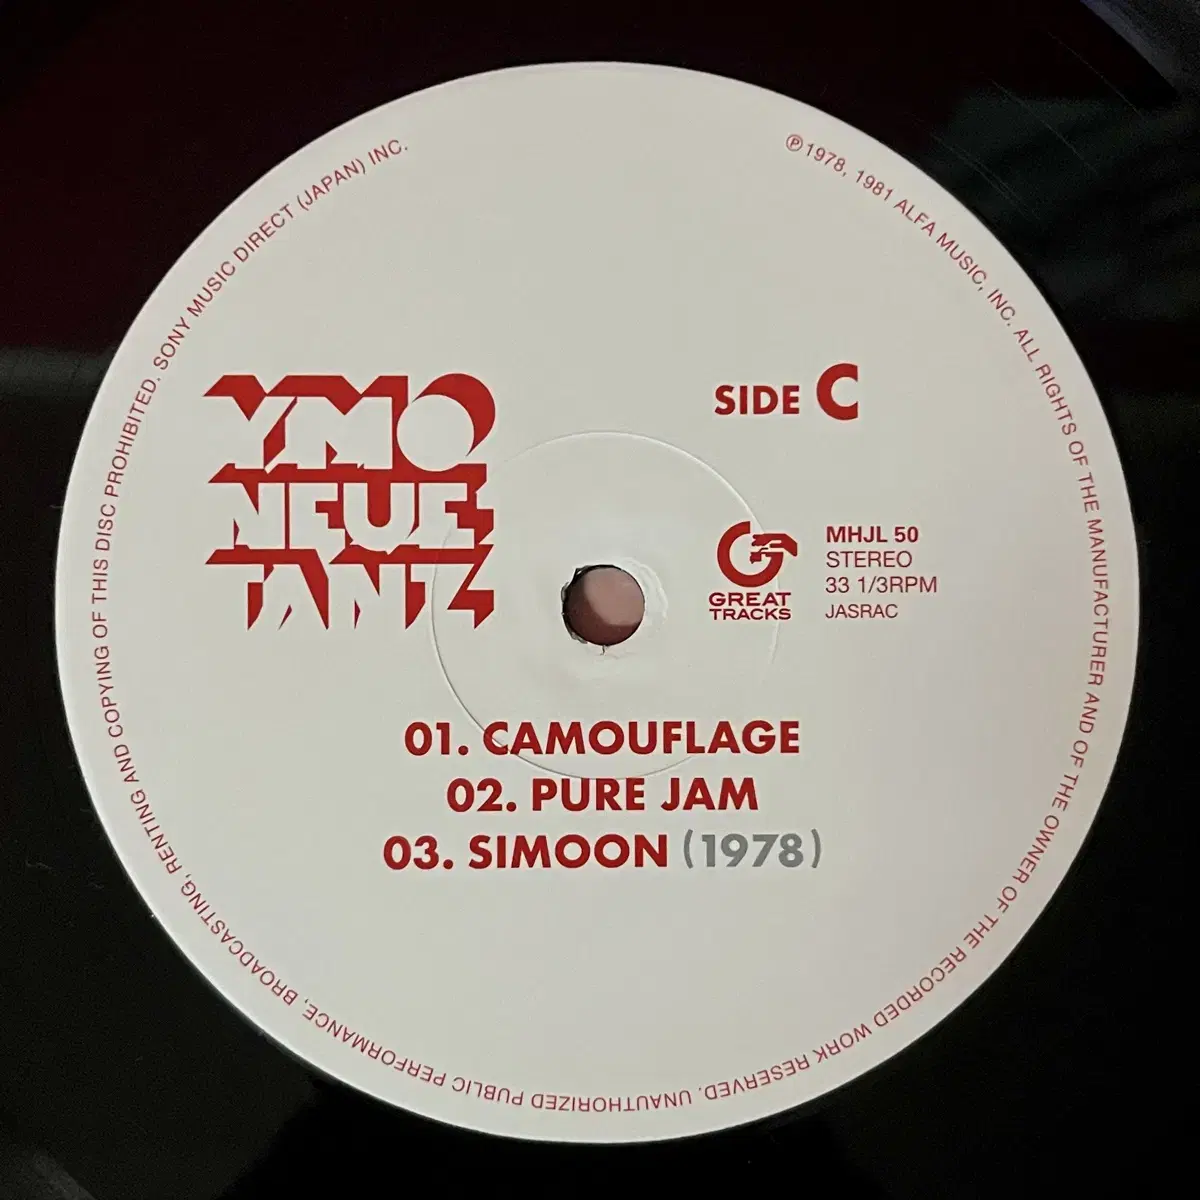 ℗1978, 1981 ALFA MUSIC, INC. ALL RIGHTS OF THE MANUFACTURER AND OF THE OWNER OF THE RECORDED WORK RESERVED. UNAUTHORIZED PUBLIC PERFORMANCE, BROADCASTING, RENTING AND COPYING OF THIS DISC PROHIBITED. SONY MUSIC DIRECT (JAPAN) INC.
YMO
NEUE
TANZ
SIDE C
GREAT
TRACKS
MHJL 50
STEREO
33 1/3RPM
JASRAC
01. CAMOUFLAGE
02. PURE JAM
03. SIMOON (1978)